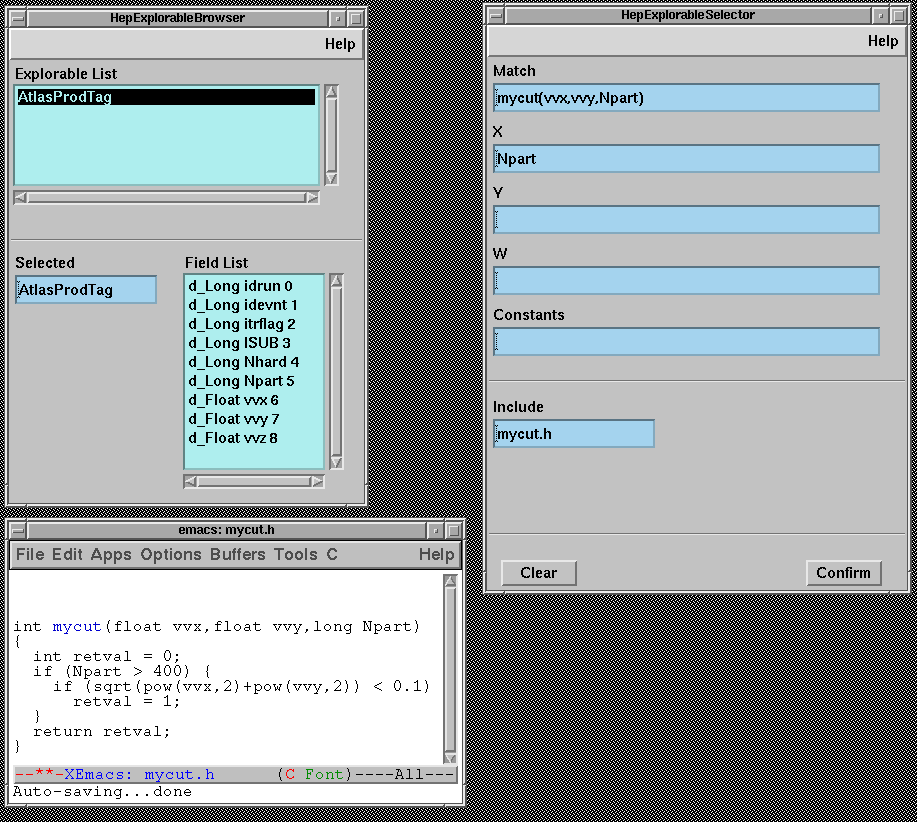 HepExplorableBrowser
Help
Explorable List
AtlasProdTag
Selected
AtlasProdTag
Field List
d_Long idrun 0
d_Long idevnt 1
d_Long itrflag 2
d_Long ISUB 3
d_Long Nhard 4
d_Long Npart 5
d_Float vvx 6
d_Float vvy 7
d_Float vvz 8
HepExplorableSelector
Help
Match
mycut(vvx,vvy,Npart)
X
Npart
Y
W
Constants
Include
mycut.h
Clear
Confirm
emacs: mycut.h
File Edit Apps Options Buffers Tools C Help
int mycut(float vvx,float vvy,long Npart)
{
  int retval = 0;
  if (Npart > 400) {
    if (sqrt(pow(vvx,2)+pow(vvy,2)) < 0.1)
      retval = 1;
  }
  return retval;
}
--**-XEmacs: mycut.h      (C Font)----All---
Auto-saving...done